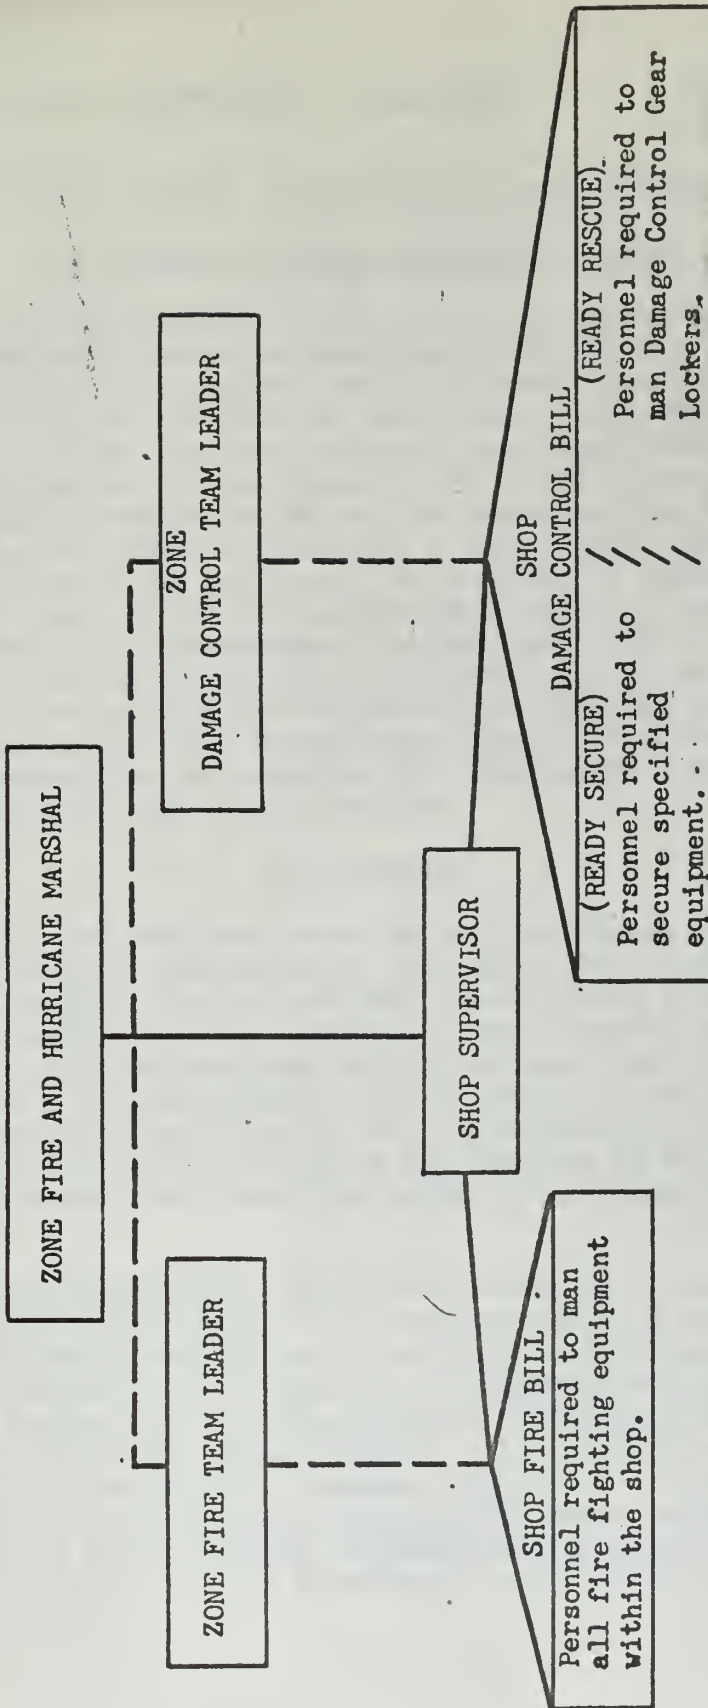 ZONE FIRE AND HURRICANE MARSHAL
ZONE FIRE TEAM LEADER
ZONE
DAMAGE CONTROL TEAM LEADER
SHOP SUPERVISOR
SHOP FIRE BILL
Personnel required to man
all fire fighting equipment
within the shop.
SHOP
DAMAGE CONTROL BILL
(READY SECURE)
Personnel required to
secure specified
equipment.
(READY RESCUE)
Personnel required to
man Damage Control Gear
Lockers.